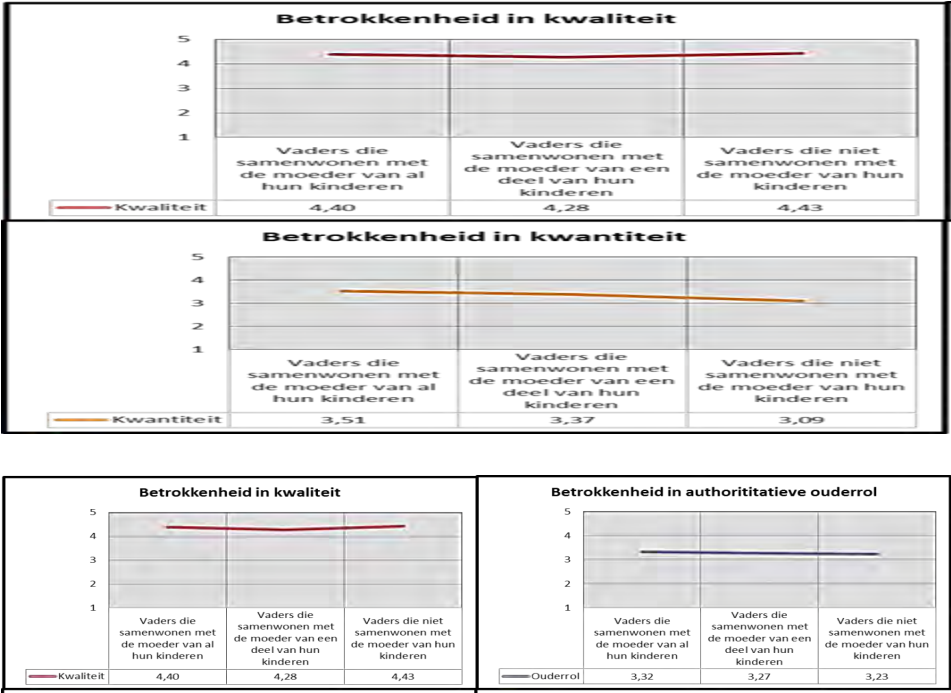 Betrokkenheid in kwaliteit
5
4
3
2
1
Vaders die samenwonen met de moeder van al hun kinderen
Vaders die samenwonen met de moeder van een deel van hun kinderen
Vaders die niet samenwonen met de moeder van hun kinderen
Kwaliteit 4,40 4,28 4,43
Betrokkenheid in kwantiteit
5
4
3
2
1
Vaders die samenwonen met de moeder van al hun kinderen
Vaders die samenwonen met de moeder van een deel van hun kinderen
Vaders die niet samenwonen met de moeder van hun kinderen
Kwantiteit 3,51 3,37 3,09
Betrokkenheid in kwaliteit
5
4
3
2
1
Vaders die samenwonen met de moeder van al hun kinderen
Vaders die samenwonen met de moeder van een deel van hun kinderen
Vaders die niet samenwonen met de moeder van hun kinderen
Kwaliteit 4,40 4,28 4,43
Betrokkenheid in authorititatieve ouderrol
5
4
3
2
1
Vaders die samenwonen met de moeder van al hun kinderen
Vaders die samenwonen met de moeder van een deel van hun kinderen
Vaders die niet samenwonen met de moeder van hun kinderen
Ouderrol 3,32 3,27 3,23